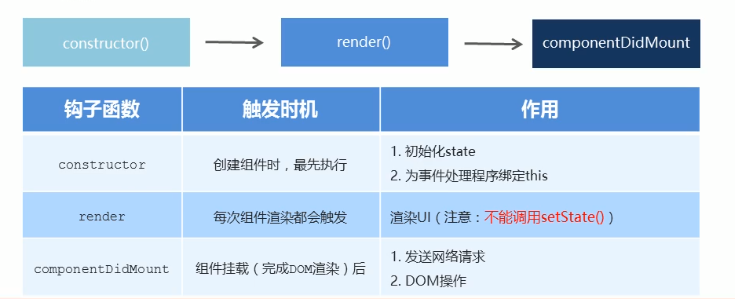 constructor() render() componentDidMount
钩子函数 触发时机 作用
constructor 创建组件时，最先执行 1. 初始化state
2. 为事件处理程序绑定this
render 每次组件渲染都会触发 渲染UI（注意：不能调用setState()）
componentDidMount 组件挂载（完成DOM渲染）后 1. 发送网络请求
2. DOM操作